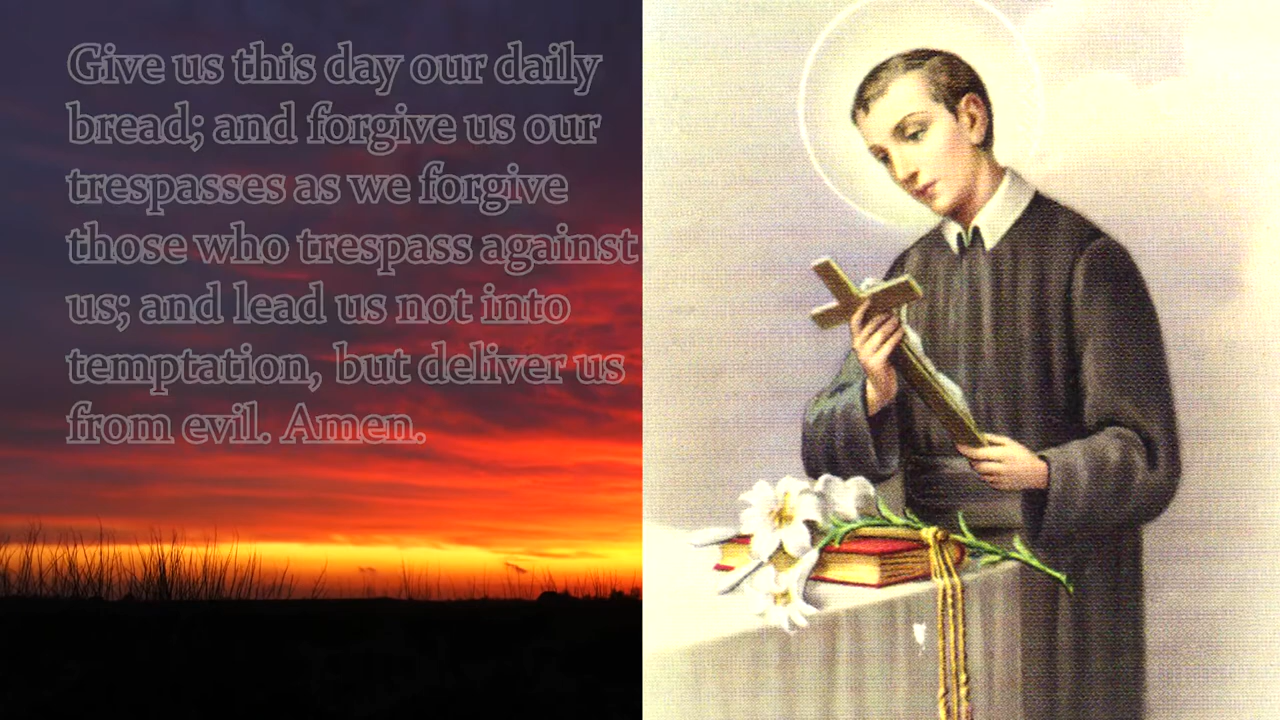 Give us this day our daily
bread; and forgive us our
trespasses as we forgive
those who trespass against
us; and lead us not into
temptation, but deliver us
from evil. Amen.